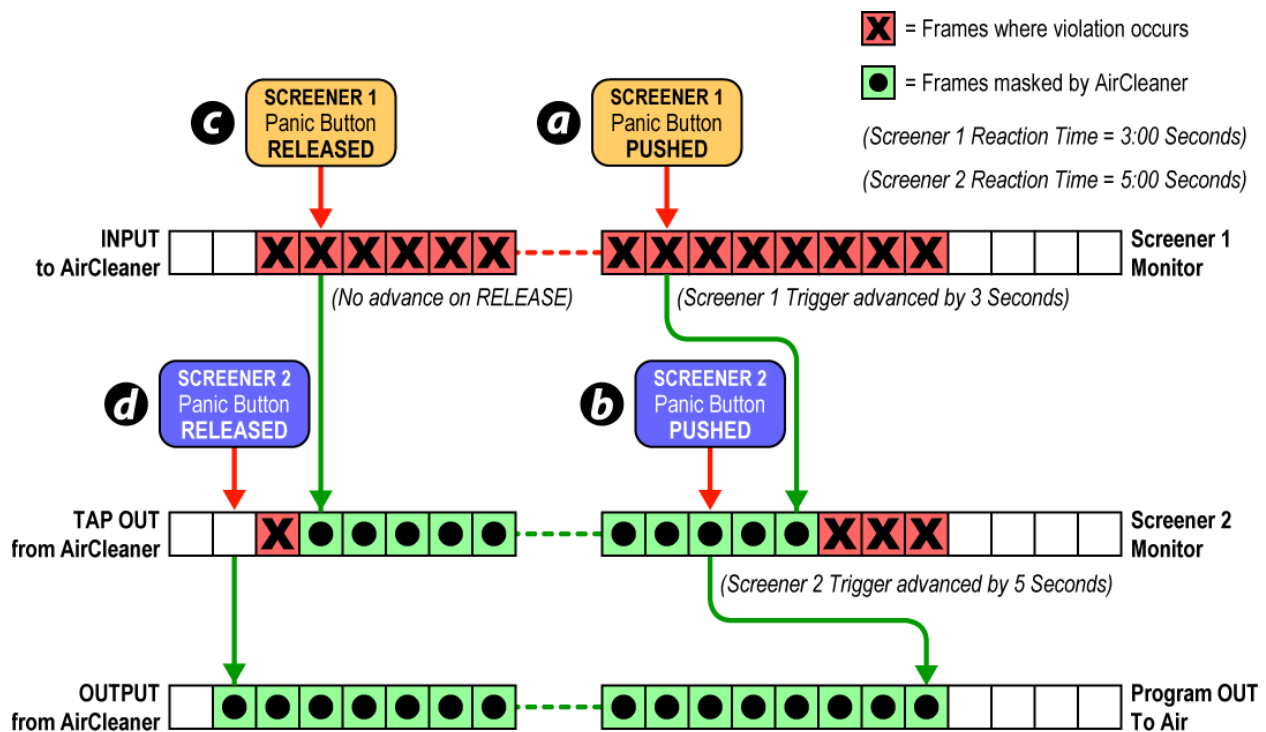 X = Frames where violation occurs
= Frames masked by AirCleaner
(Screener 1 Reaction Time = 3:00 Seconds)
(Screener 2 Reaction Time = 5:00 Seconds)
c
SCREENER 1
Panic Button
RELEASED
a
SCREENER 1
Panic Button
PUSHED
INPUT
to AirCleaner
X X X X X X
X X X X X X X X
Screener 1
Monitor
(No advance on RELEASE)
(Screener 1 Trigger advanced by 3 Seconds)
d
SCREENER 2
Panic Button
RELEASED
b
SCREENER 2
Panic Button
PUSHED
TAP OUT
from AirCleaner
X
X X X
Screener 2
Monitor
(Screener 2 Trigger advanced by 5 Seconds)
OUTPUT
from AirCleaner
Program OUT
To Air